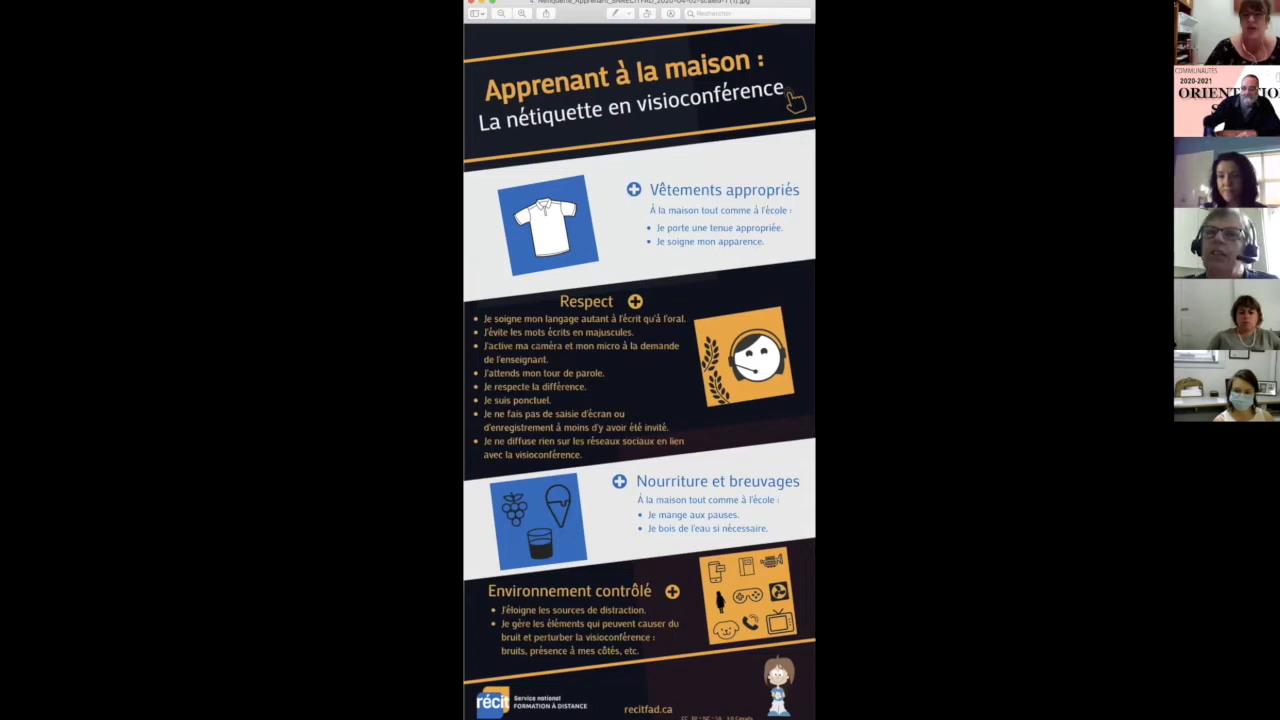 Rechercher
Apprenant à la maison :
La nétiquette en visioconférence
Vêtements appropriés
À la maison tout comme à l'école :
• Je porte une tenue appropriée.
• Je soigne mon apparence.
Respect
• Je soigne mon langage autant à l'écrit qu'à l'oral.
• J'évite les mots écrits en majuscules.
• J'active ma caméra et mon micro à la demande
de l'enseignant.
• J'attends mon tour de parole.
• Je respecte la différence.
• Je suis ponctuel.
• Je ne fais pas de saisie d'écran ou
d'enregistrement à moins d'y avoir été invité.
• Je ne diffuse rien sur les réseaux sociaux en lien
avec la visioconférence.
Nourriture et breuvages
À la maison tout comme à l'école :
• Je mange aux pauses.
• Je bois de l'eau si nécessaire.
Environnement contrôlé
• J'éloigne les sources de distraction.
• Je gère les éléments qui peuvent causer du
bruit et perturber la visioconférence :
bruits, présence à mes côtés, etc.
récit
Service national
FORMATION À DISTANCE
recitfad.ca
COMMUNAUTÉS
2020-2021